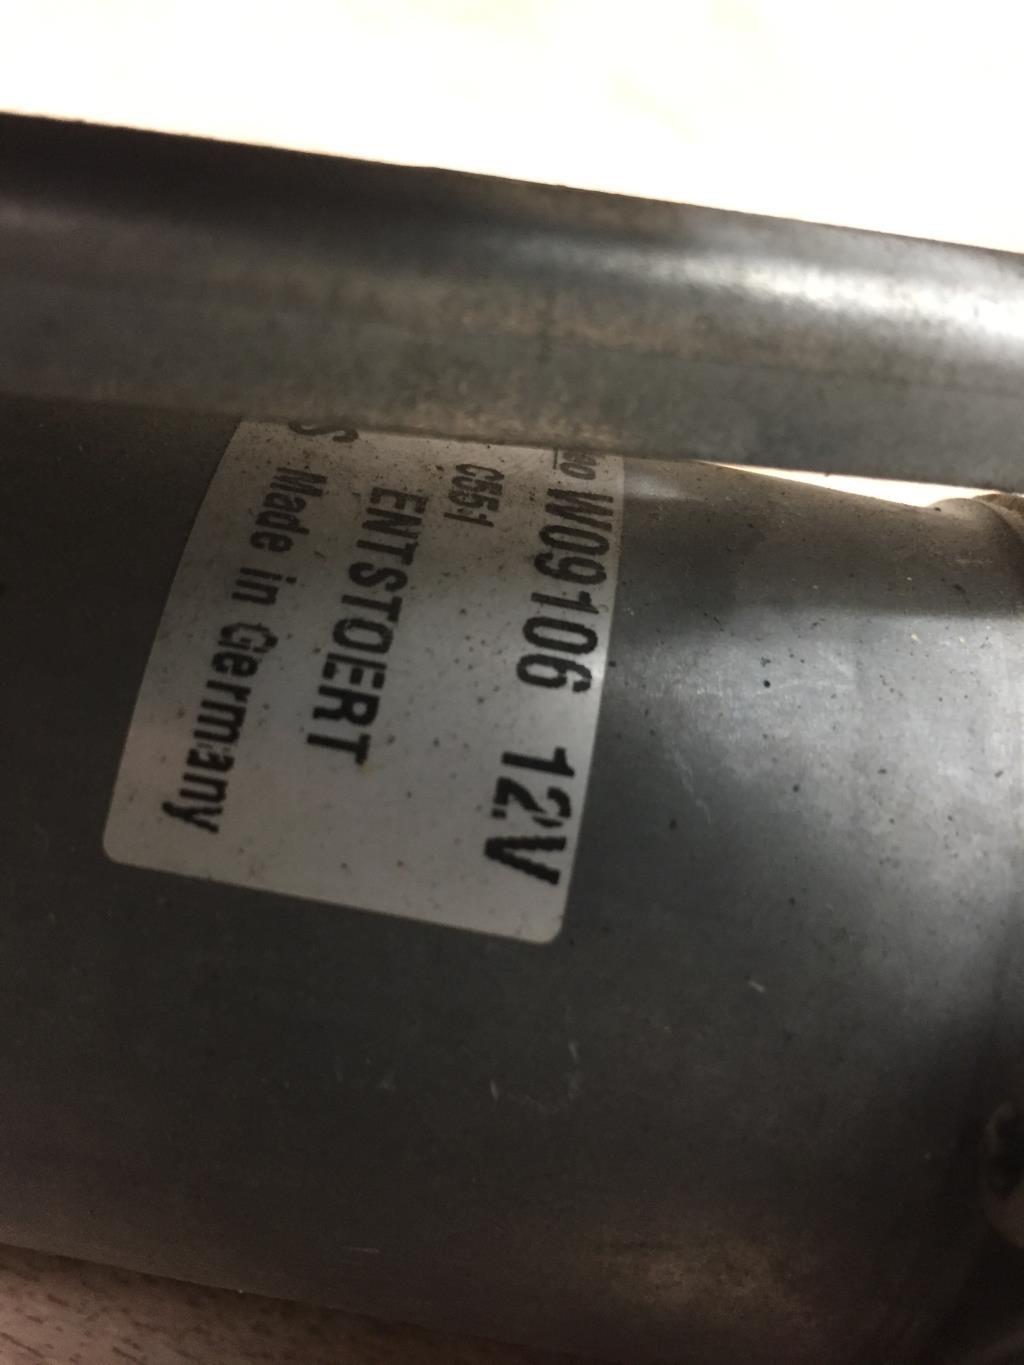 W09106 12V
C551
ENTSTOERT
S Made in Germany